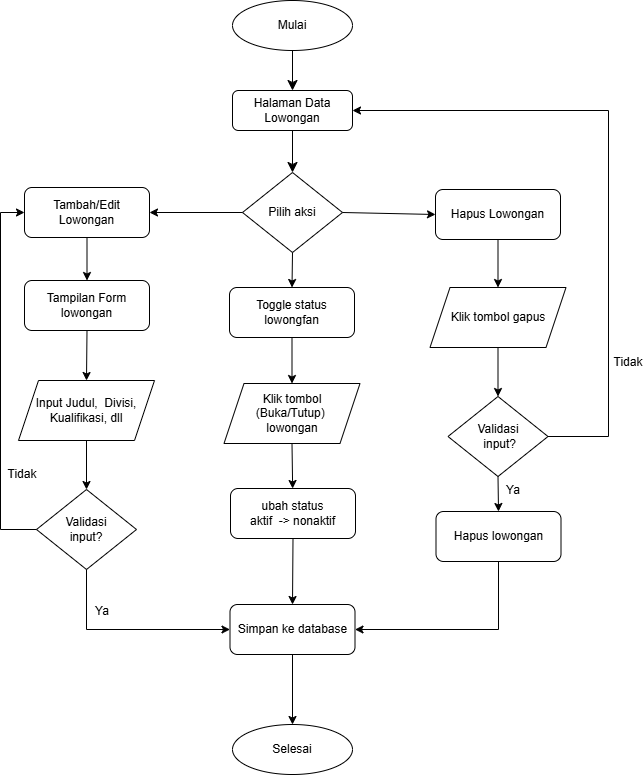 Mulai
Halaman Data
Lowongan
Pilih aksi
Tambah/Edit
Lowongan
Hapus Lowongan
Tampilan Form
lowongan
Toggle status
lowongfan
Klik tombol gapus
Tidak
Input Judul,  Divisi,
Kualifikasi, dll
Klik tombol
(Buka/Tutup)
lowongan
Validasi
input?
Tidak
Ya
Validasi
input?
ubah status
aktif  -> nonaktif
Hapus lowongan
Ya
Simpan ke database
Selesai